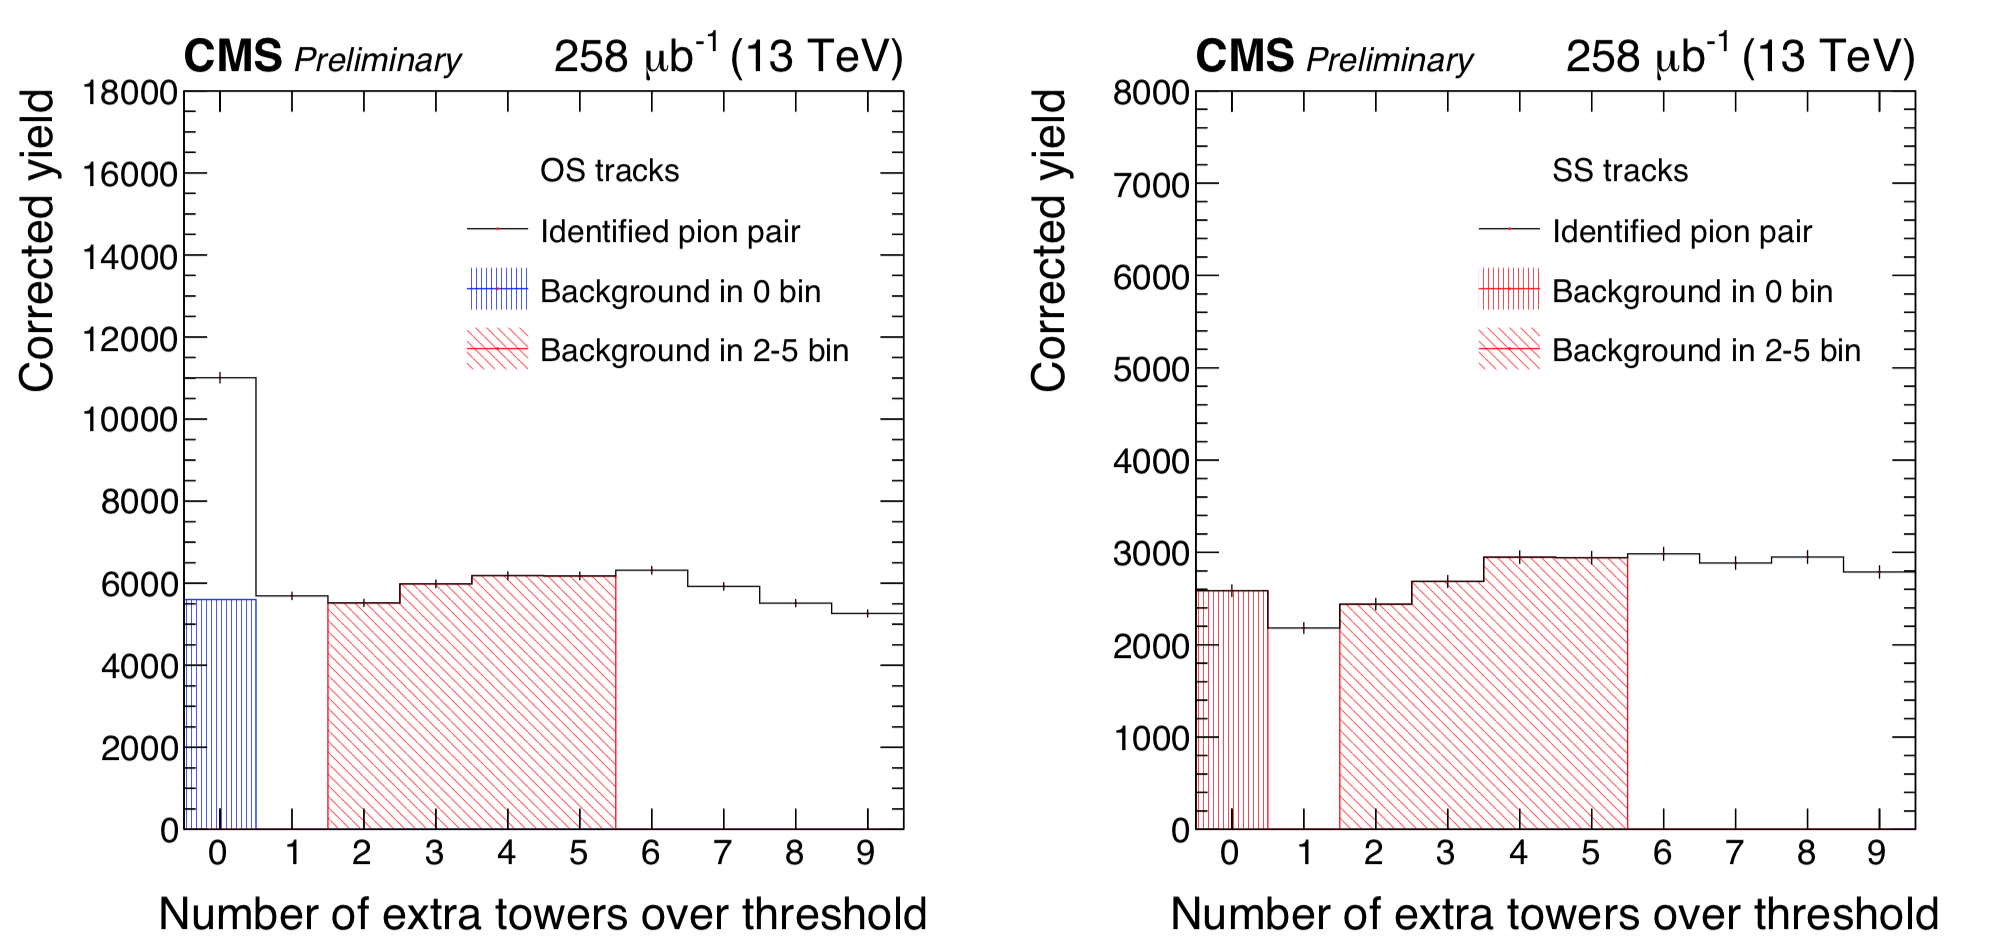 CMS Preliminary 258 μb-1 (13 TeV)
Corrected yield
18000
16000
14000
12000
10000
8000
6000
4000
2000
0
OS tracks
Identified pion pair
Background in 0 bin
Background in 2-5 bin
0 1 2 3 4 5 6 7 8 9
Number of extra towers over threshold
CMS Preliminary 258 μb-1 (13 TeV)
Corrected yield
8000
7000
6000
5000
4000
3000
2000
1000
0
SS tracks
Identified pion pair
Background in 0 bin
Background in 2-5 bin
0 1 2 3 4 5 6 7 8 9
Number of extra towers over threshold